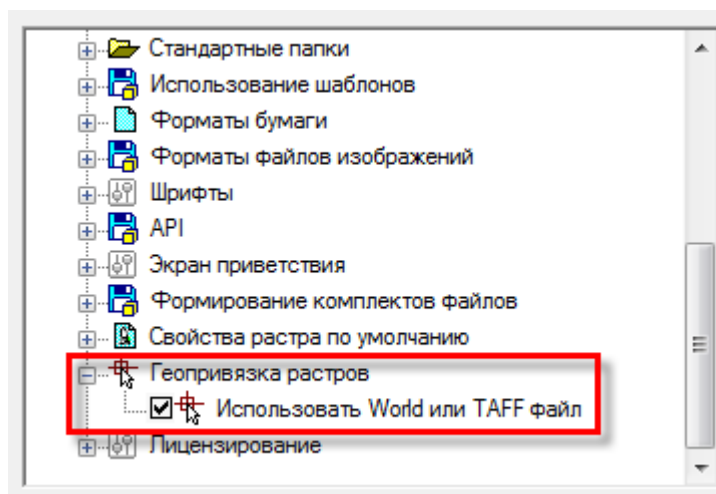 Стандартные папки
Использование шаблонов
Форматы бумаги
Форматы файлов изображений
Шрифты
API
Экран приветствия
Формирование комплектов файлов
Свойства растра по умолчанию
Геопривязка растров
Использовать World или TAFF файл
Лицензирование